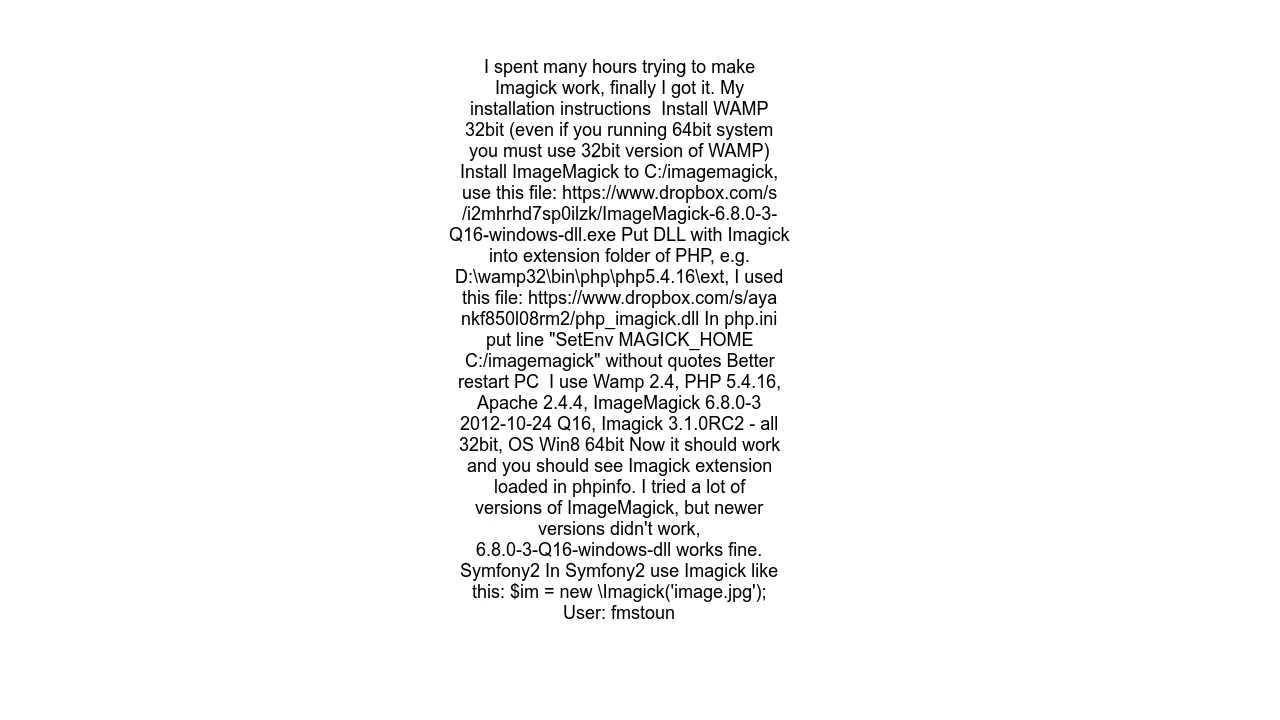 I spent many hours trying to make
Imagick work, finally I got it. My
installation instructions  Install WAMP
32bit (even if you running 64bit system
you must use 32bit version of WAMP)
Install ImageMagick to C:/imagemagick,
use this file: https://www.dropbox.com/s
/i2mhrhd7sp0ilzk/ImageMagick-6.8.0-3-
Q16-windows-dll.exe Put DLL with Imagick
into extension folder of PHP, e.g.
D:\wamp32\bin\php\php5.4.16\ext, I used
this file: https://www.dropbox.com/s/aya
nkf850l08rm2/php_imagick.dll In php.ini
put line "SetEnv MAGICK_HOME
C:/imagemagick" without quotes Better
restart PC  I use Wamp 2.4, PHP 5.4.16,
Apache 2.4.4, ImageMagick 6.8.0-3
2012-10-24 Q16, Imagick 3.1.0RC2 - all
32bit, OS Win8 64bit Now it should work
and you should see Imagick extension
loaded in phpinfo. I tried a lot of
versions of ImageMagick, but newer
versions didn't work,
6.8.0-3-Q16-windows-dll works fine.
Symfony2 In Symfony2 use Imagick like
this: $im = new \Imagick('image.jpg');
User: fmstoun